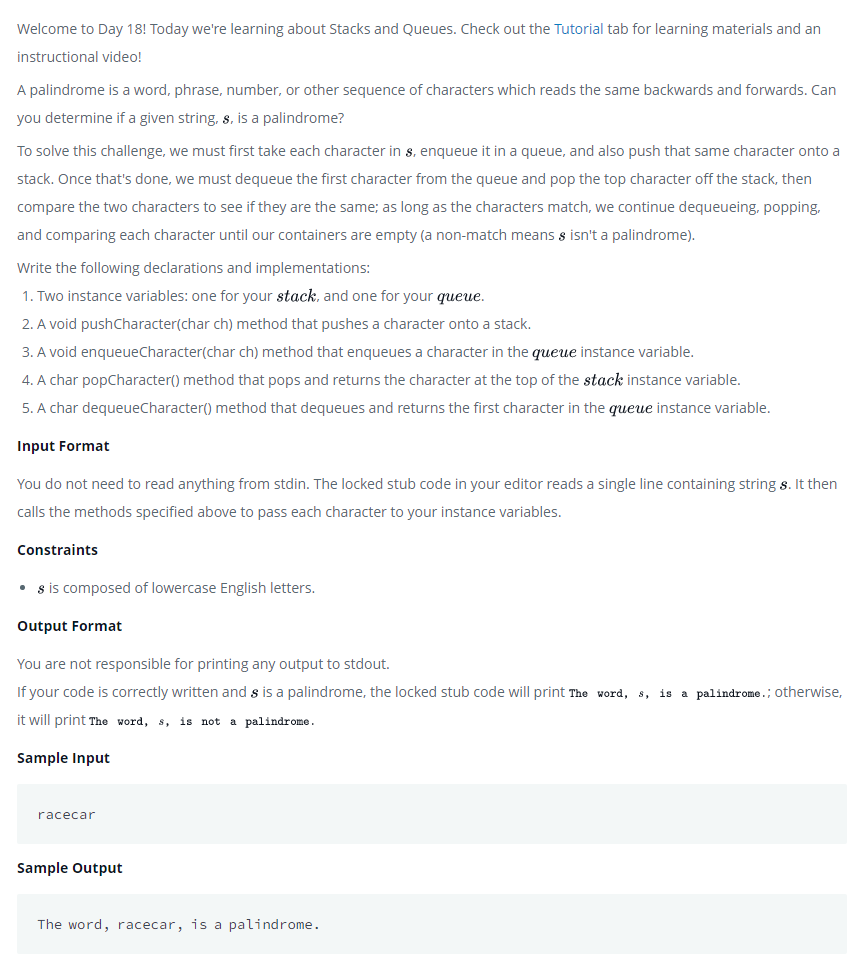 Welcome to Day 18! Today we're learning about Stacks and Queues. Check out the Tutorial tab for learning materials and an
instructional video!
A palindrome is a word, phrase, number, or other sequence of characters which reads the same backwards and forwards. Can
you determine if a given string, s, is a palindrome?
To solve this challenge, we must first take each character in s, enqueue it in a queue, and also push that same character onto a
stack. Once that's done, we must dequeue the first character from the queue and pop the top character off the stack, then
compare the two characters to see if they are the same; as long as the characters match, we continue dequeueing, popping,
and comparing each character until our containers are empty (a non-match means s isn't a palindrome).
Write the following declarations and implementations:
1. Two instance variables: one for your stack, and one for your queue.
2. A void pushCharacter(char ch) method that pushes a character onto a stack.
3. A void enqueueCharacter(char ch) method that enqueues a character in the queue instance variable.
4. A char popCharacter() method that pops and returns the character at the top of the stack instance variable.
5. A char dequeueCharacter() method that dequeues and returns the first character in the queue instance variable.
Input Format
You do not need to read anything from stdin. The locked stub code in your editor reads a single line containing string s. It then
calls the methods specified above to pass each character to your instance variables.
Constraints
• s is composed of lowercase English letters.
Output Format
You are not responsible for printing any output to stdout.
If your code is correctly written and s is a palindrome, the locked stub code will print The word, s, is a palindrome.; otherwise,
it will print The word, s, is not a palindrome.
Sample Input
racecar
Sample Output
The word, racecar, is a palindrome.